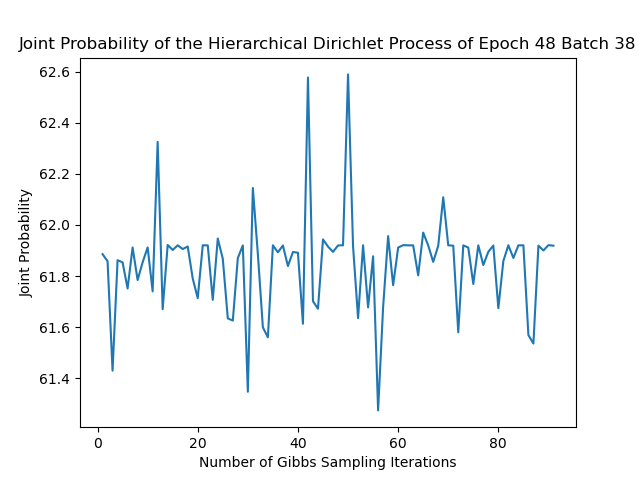 Joint Probability of the Hierarchical Dirichlet Process of Epoch 48 Batch 38
62.6
62.4
62.2
62.0
61.8
61.6
61.4
Joint Probability
0 20 40 60 80
Number of Gibbs Sampling Iterations